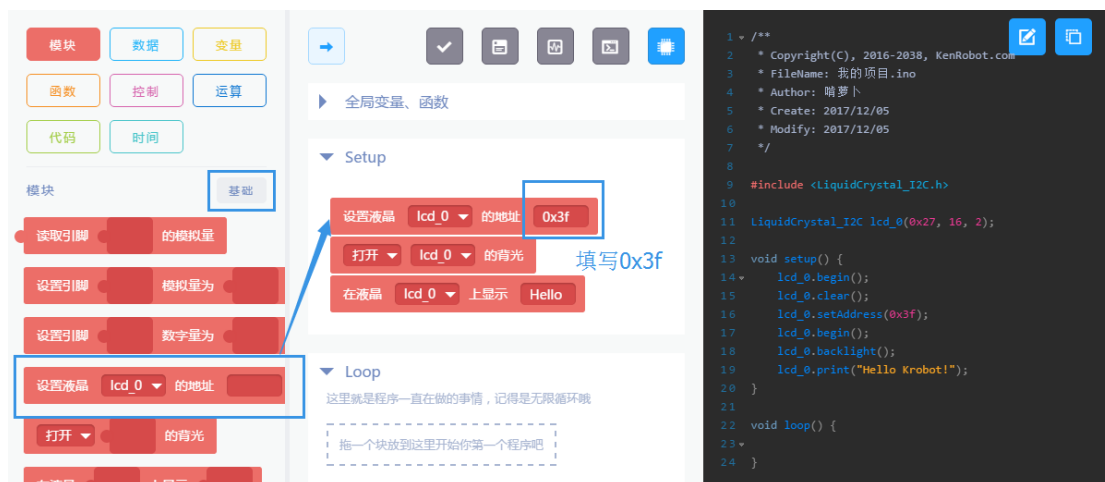 模块
数据
变量
函数
控制
运算
代码
时间
模块
基础
读取引脚 的模拟量
设置引脚 模拟量为
设置引脚 数字量为
设置液晶 lcd_0 的地址
打开 的背光
全局变量、函数
Setup
设置液晶 lcd_0 的地址 0x3f
打开 lcd_0 的背光
填写0x3f
在液晶 lcd_0 上显示 Hello
Loop
这里就是程序一直在做的事情，记得是无限循环哦
拖一个块放到这里开始你第一个程序吧
1 /**
2 * Copyright(C), 2016-2038, KenRobot.com
3 * FileName: 我的项目.ino
4 * Author: 啃萝卜
5 * Create: 2017/12/05
6 * Modify: 2017/12/05
7 */
8
9 #include <LiquidCrystal_I2C.h>
10
11 LiquidCrystal_I2C lcd_0(0x27, 16, 2);
12
13 void setup() {
14 lcd_0.begin();
15 lcd_0.clear();
16 lcd_0.setAddress(0x3f);
17 lcd_0.begin();
18 lcd_0.backlight();
19 lcd_0.print("Hello Krobot!");
20 }
21
22 void loop() {
23
24 }